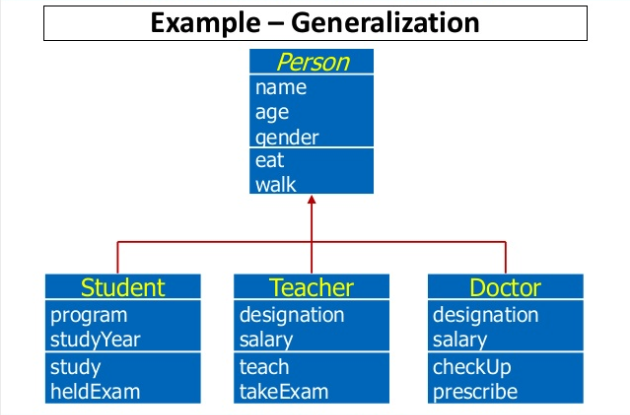 Example – Generalization
Person
name
age
gender
eat
walk
Student
program
studyYear
study
heldExam
Teacher
designation
salary
teach
takeExam
Doctor
designation
salary
checkUp
prescribe